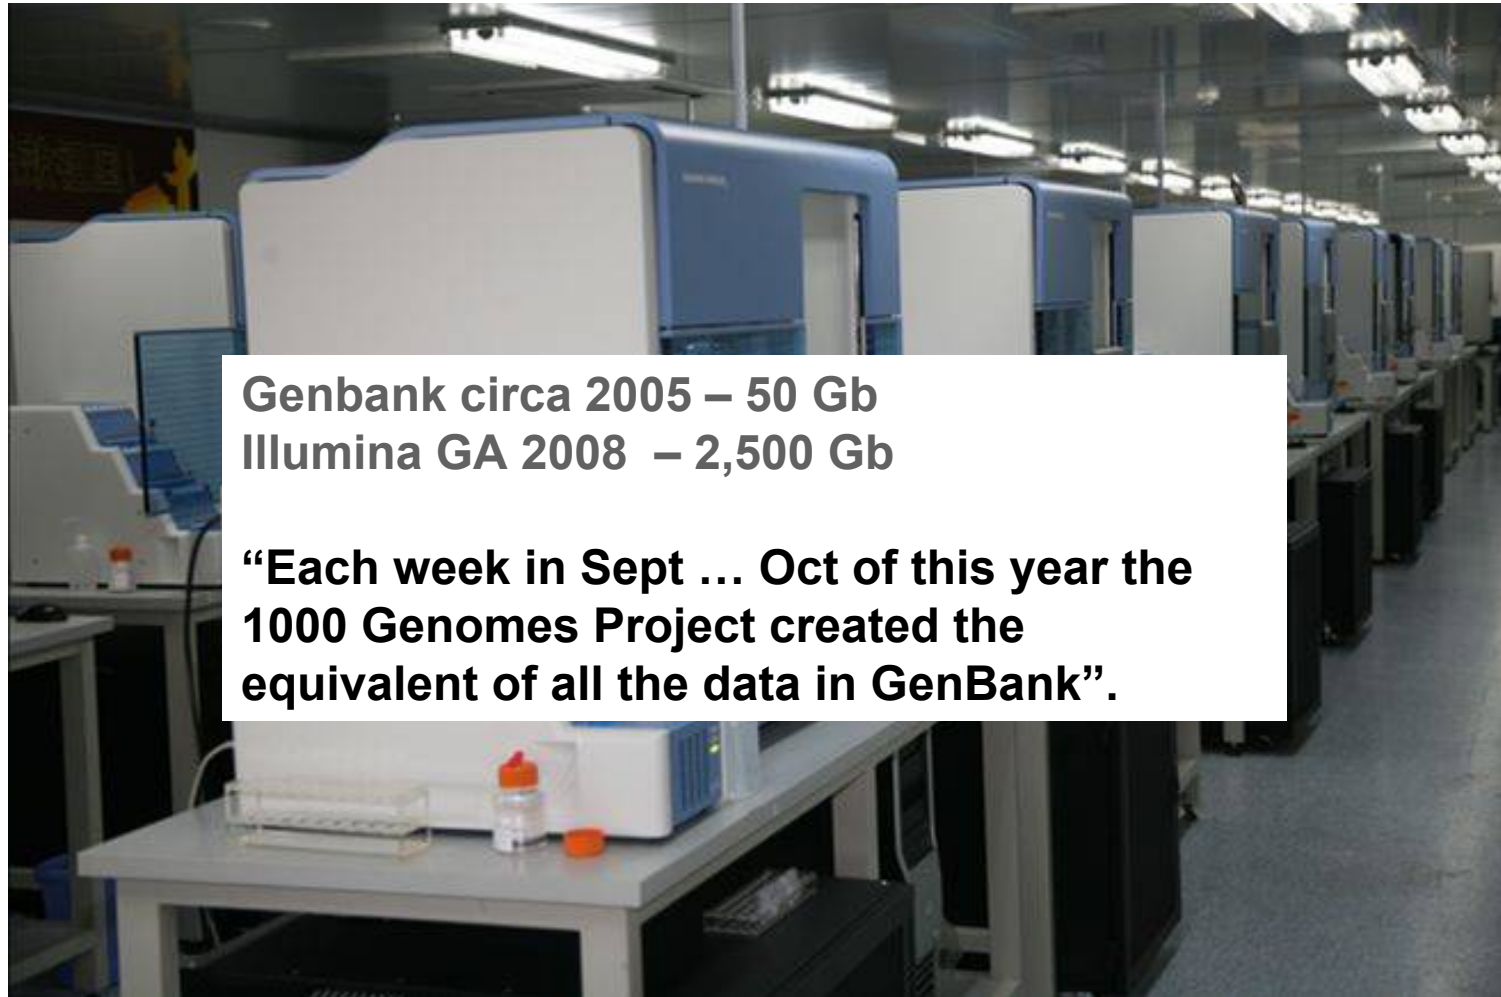 Genbank circa 2005 – 50 Gb
Illumina GA 2008 – 2,500 Gb
“Each week in Sept … Oct of this year the
1000 Genomes Project created the
equivalent of all the data in GenBank”.